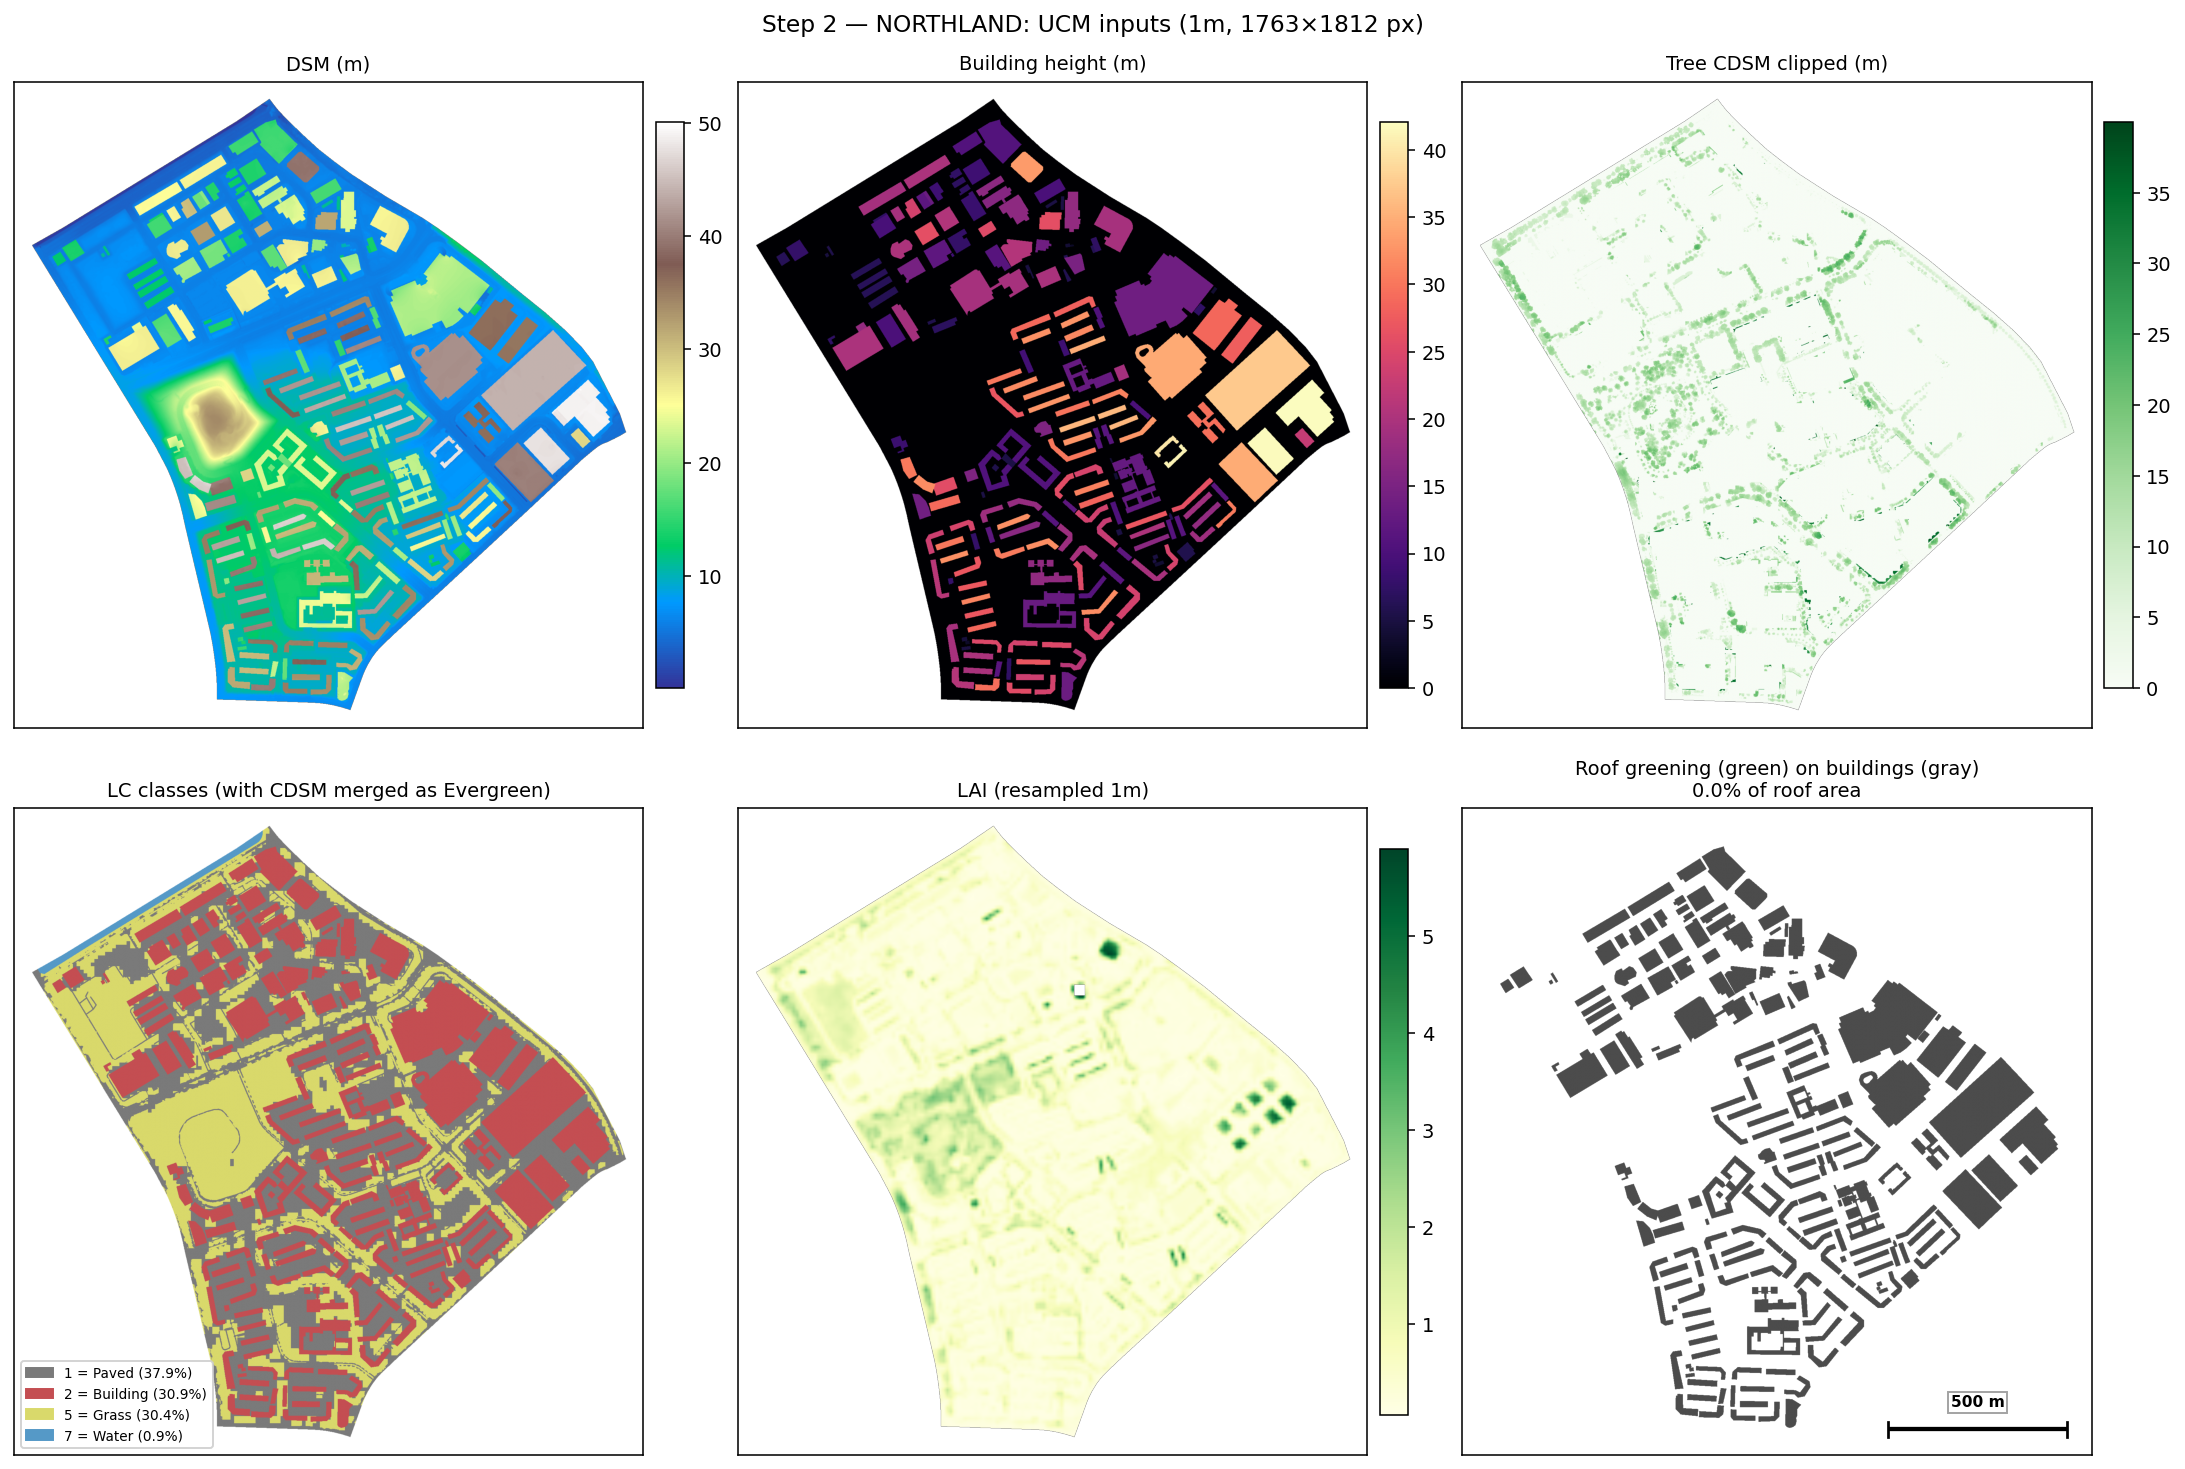 Step 2 — NORTHLAND: UCM inputs (1m, 1763×1812 px)
DSM (m)
50
40
30
20
10
Building height (m)
40
35
30
25
20
15
10
5
0
Tree CDSM clipped (m)
35
30
25
20
15
10
5
0
LC classes (with CDSM merged as Evergreen)
1 = Paved (37.9%)
2 = Building (30.9%)
5 = Grass (30.4%)
7 = Water (0.9%)
LAI (resampled 1m)
5
4
3
2
1
Roof greening (green) on buildings (gray)
0.0% of roof area
500 m